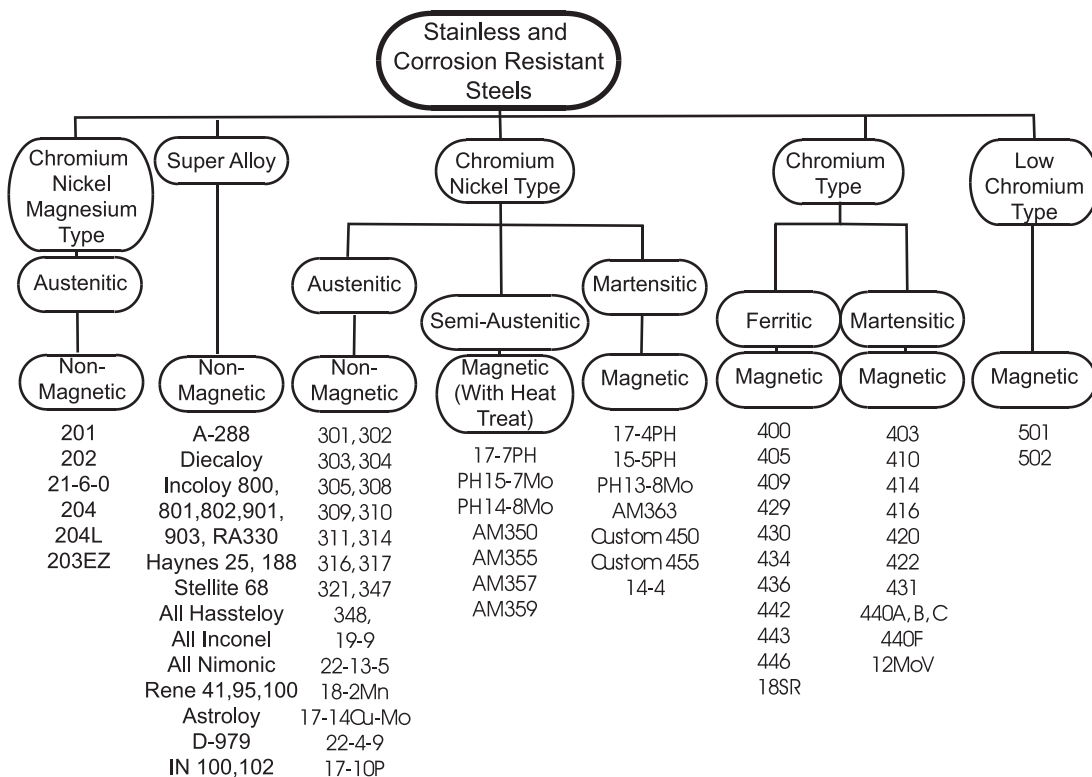 Stainless and
Corrosion Resistant
Steels
Chromium
Nickel
Magnesium
Type
Austenitic
Non-
Magnetic
201
202
21-6-0
204
204L
203EZ
Super Alloy
Non-
Magnetic
A-288
Diecaloy
Incoloy 800,
801,802,901,
903, RA330
Haynes 25, 188
Stellite 68
All Hassteloy
All Inconel
All Nimonic
Rene 41,95,100
Astroloy
D-979
IN 100,102
Chromium
Nickel Type
Austenitic
Non-
Magnetic
301,302
303,304
305,308
309,310
311,314
316,317
321,347
348,
19-9
22-13-5
18-2Mn
17-14Cu-Mo
22-4-9
17-10P
Semi-Austenitic
Magnetic
(With Heat
Treat)
17-7PH
PH15-7Mo
PH14-8Mo
AM350
AM355
AM357
AM359
Martensitic
Magnetic
17-4PH
15-5PH
PH13-8Mo
AM363
Custom 450
Custom 455
14-4
Chromium
Type
Ferritic
Magnetic
400
405
409
429
430
434
436
442
443
446
18SR
Martensitic
Magnetic
403
410
414
416
420
422
431
440A,B,C
440F
12MoV
Low
Chromium
Type
Magnetic
501
502